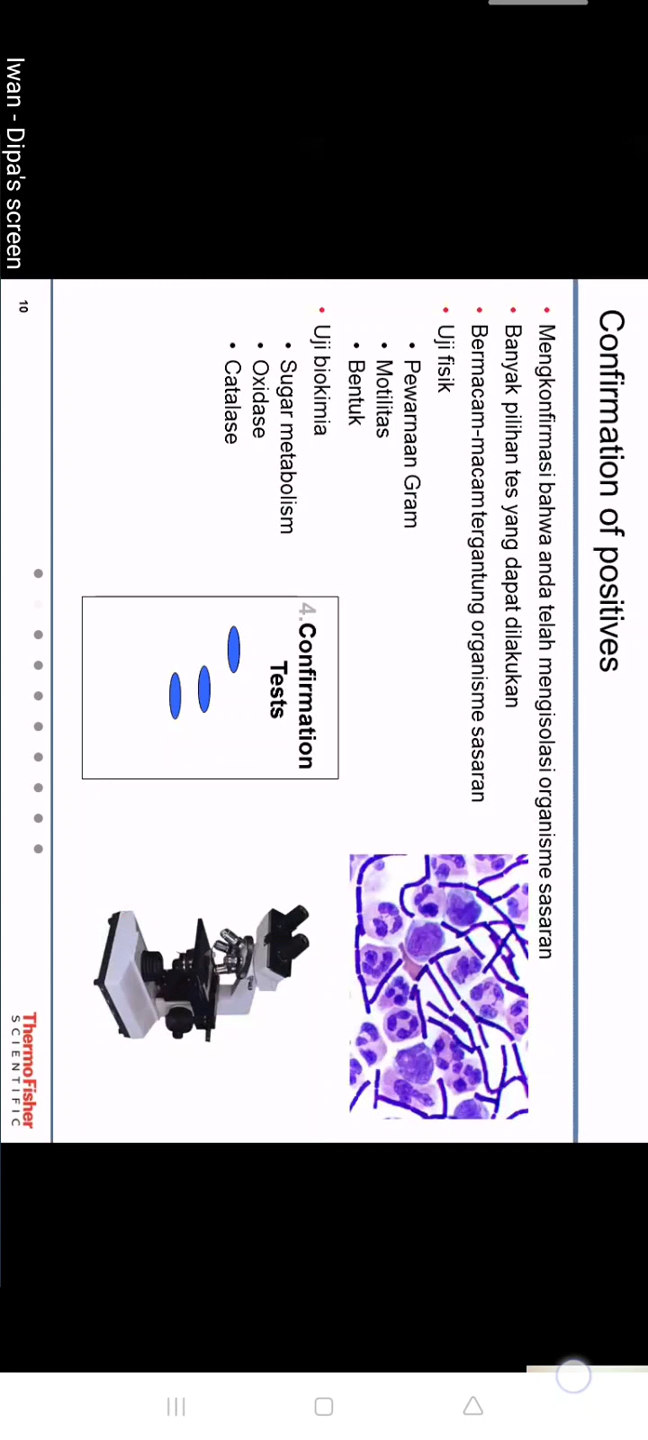 Confirmation of positives
• Mengkonfirmasi bahwa anda telah mengisolasi organisme sasaran
• Banyak pilihan tes yang dapat dilakukan
• Bermacam-macam tergantung organisme sasaran
• Uji fisik
• Pewarnaan Gram
• Motilitas
• Bentuk
• Uji biokimia
• Sugar metabolism
• Oxidase
• Catalase
4. Confirmation
Tests
10
ThermoFisher
SCIENTIFIC
Iwan - Dipa's screen